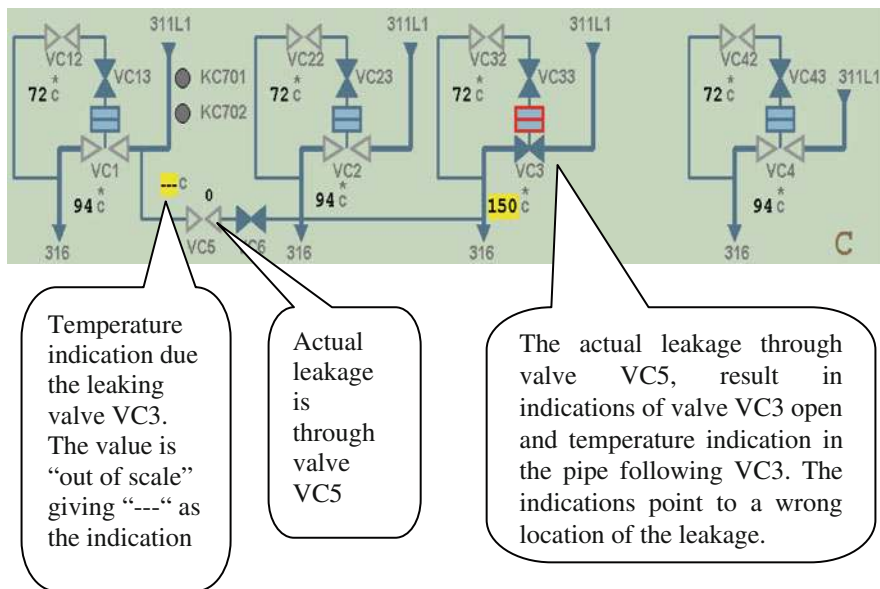 311L1 311L1 311L1
VC12 VC22 VC32 VC42
VC13 KC701 VC23 VC33 VC43 311L1
* * * *
72 C 72 C 72 C 72 C
KC702
VC1 VC2 VC3 VC4
* * * *
94 C --- C 0 94 C 150 C 94 C
VC5 VC6
316 316 316 316 C
Temperature
indication due
the leaking
valve VC3.
The value is
“out of scale”
giving “---“ as
the indication
Actual
leakage
is
through
valve
VC5
The actual leakage through
valve VC5, result in
indications of valve VC3 open
and temperature indication in
the pipe following VC3. The
indications point to a wrong
location of the leakage.